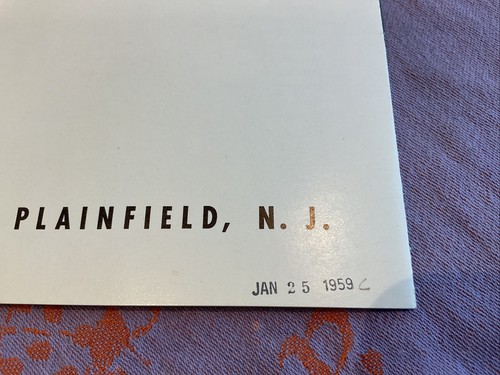 PLAINFIELD, N. J.
JAN 25 1959